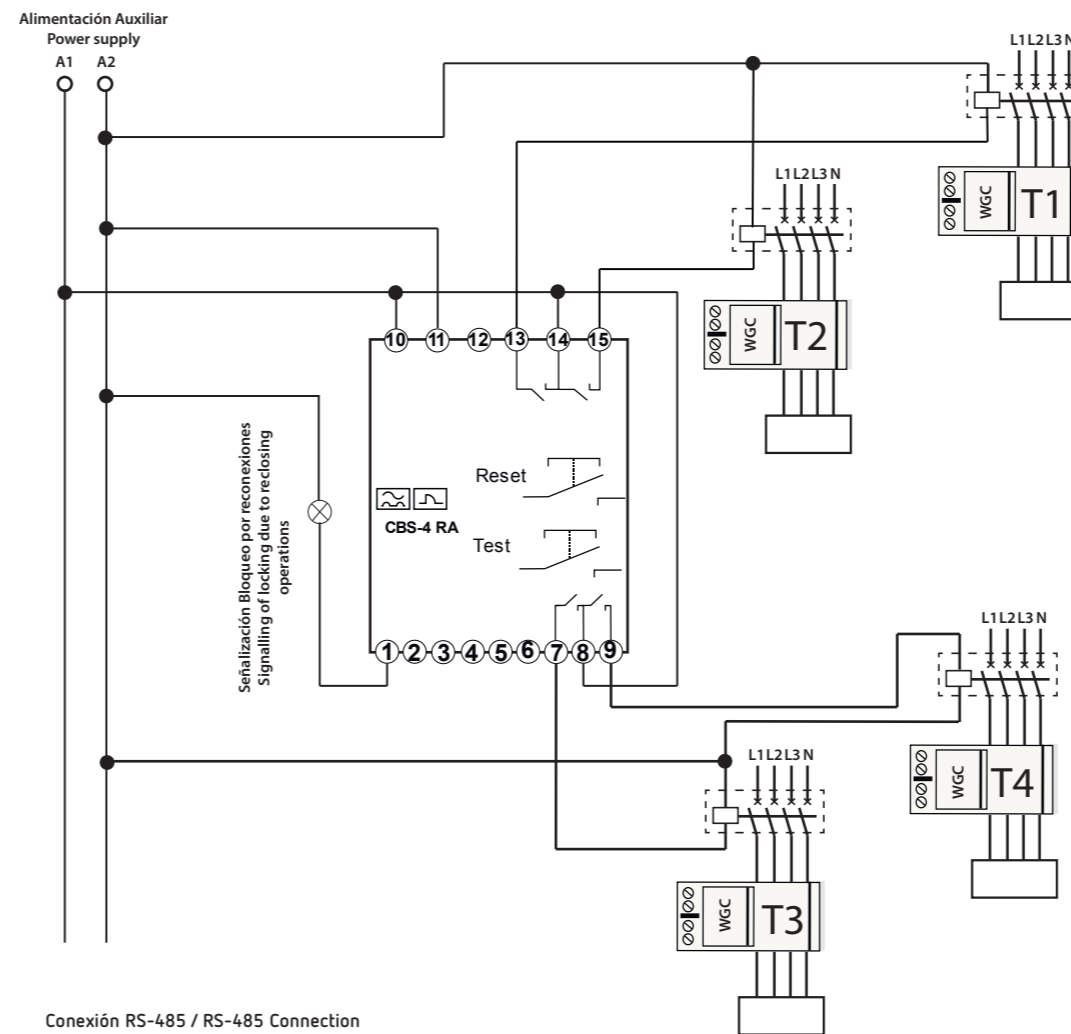 Alimentación Auxiliar
Power supply
A1 A2
L1 L2 L3 N
WGC T1
L1 L2 L3 N
WGC T2
10 11 12 13 14 15
Señalización Bloqueo por reconexiones
Signalling of locking due to reclosing
operations
Reset
CBS-4 RA
Test
1 2 3 4 5 6 7 8 9
L1 L2 L3 N
WGC T4
L1 L2 L3 N
WGC T3
Conexión RS-485 / RS-485 Connection